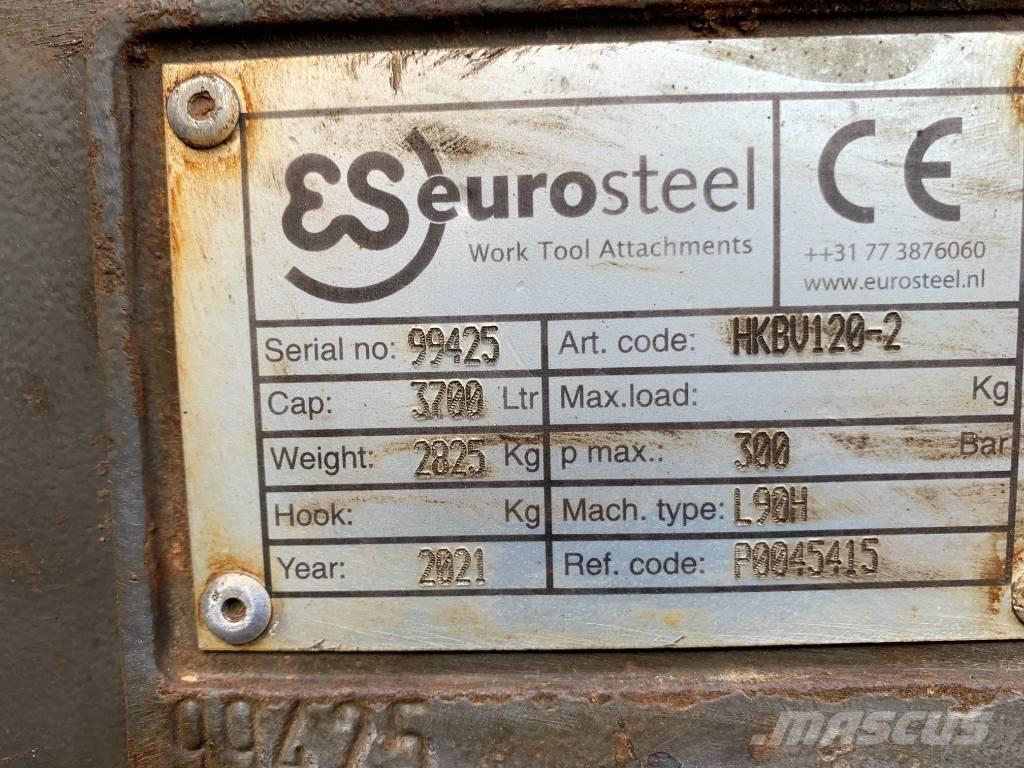 ES eurosteel
Work Tool Attachments
CE
++31 77 3876060
www.eurosteel.nl
Serial no: 99425 Art. code: HKBV120-2
Cap: 3700 Ltr Max.load: Kg
Weight: 2825 Kg p max.: 300 Bar
Hook: Kg Mach. type: L90H
Year: 2021 Ref. code: P0045415
99425
MASCUS